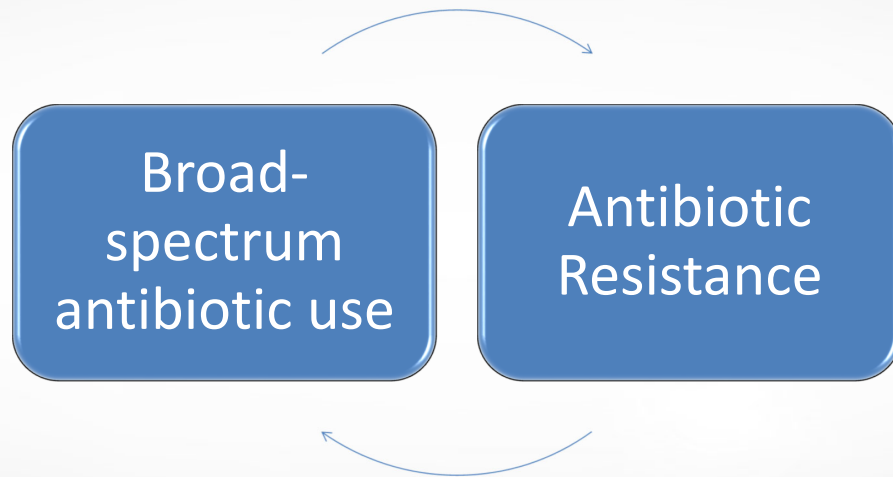 Broad-
spectrum
antibiotic use
Antibiotic
Resistance